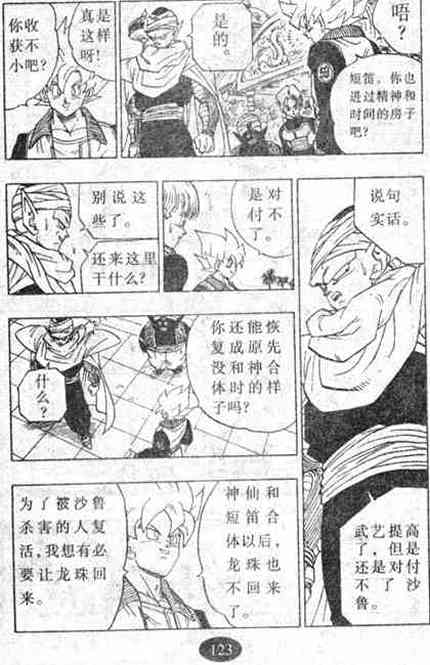 唔?
短笛，你也
进过精神和
时间的房子
吧?
是
的。
真是
这样
呀!
你收
获不
小吧?
说句
实话。
武艺提高
了，但是
还是对付
不了沙
鲁。
是对
付不
了。
别说这
些了。
还来这里
干什么?
你还能恢
复成原先
没和神合
体时的样
子吗?
什
么?
神仙和
短笛合
体以后，
龙珠也
不回来
了。
为了被沙鲁
杀害的人复
活，我想有必
要让龙珠回
来。
123